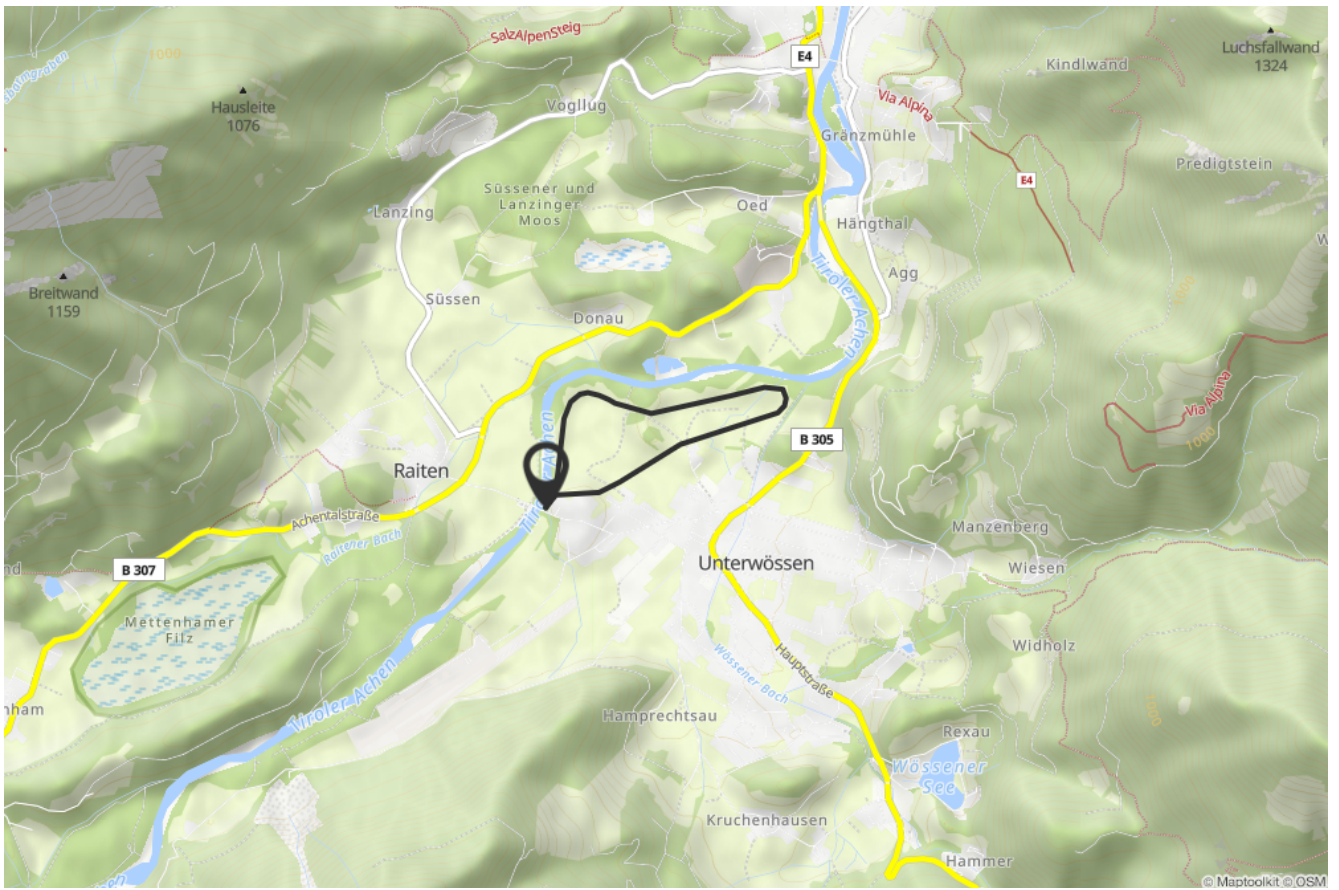 SalzAlpenSteig
E4
Luchsfallwand
1324
1000
Kindlwand
Hausleite
1076
Vogllug
Via Alpina
Gränzmühle
Predigtstein
E4
Süssener und
Lanzinger
Moos
Lanzing
Oed
Hängthal
Tiroler Achen
Agg
Breitwand
1159
Süssen
Donau
Via Alpina
1000
B 305
Raiten
Achentalstraße
Raitener Bach
Manzenberg
Unterwössen
Wiesen
B 307
Mettenhamer
Filz
Widholz
Hauptstraße
Wössener Bach
Tiroler Achen
Hamprechtsau
Rexau
Wössener
See
Kruchenhausen
Hammer
© Maptoolkit © OSM